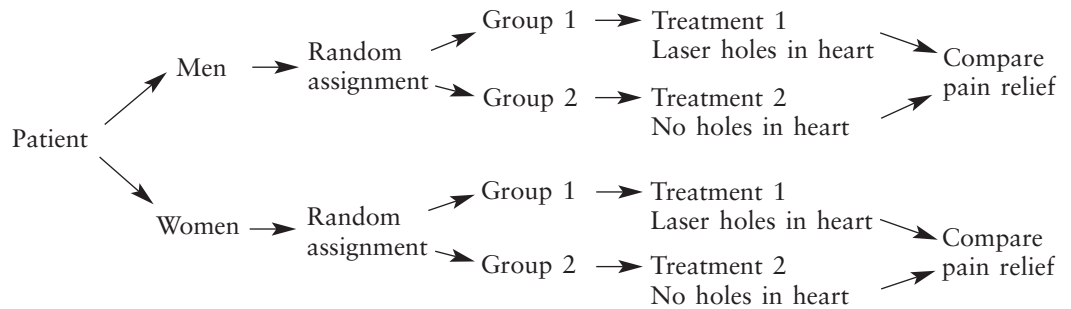 Patient
Men
Random
assignment
Group 1
Treatment 1
Laser holes in heart
Group 2
Treatment 2
No holes in heart
Compare
pain relief
Women
Random
assignment
Group 1
Treatment 1
Laser holes in heart
Group 2
Treatment 2
No holes in heart
Compare
pain relief